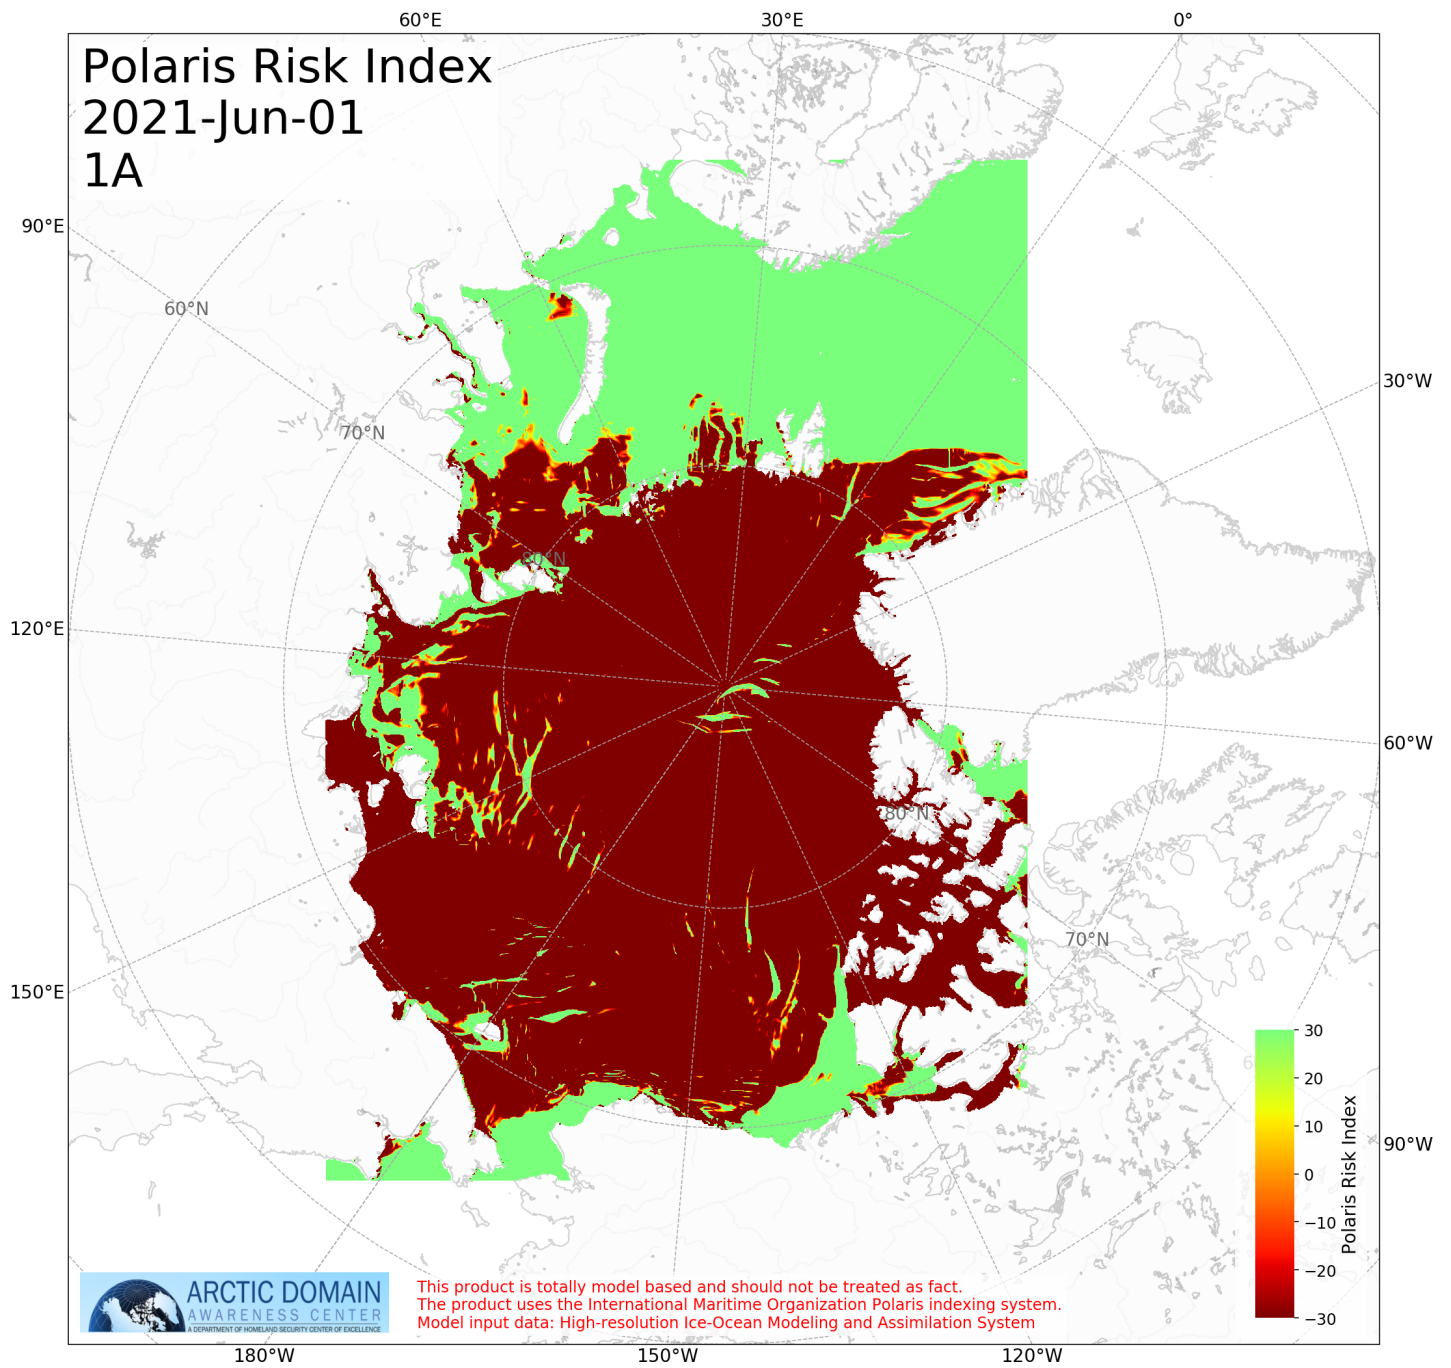 60°E 30°E 0°
Polaris Risk Index
2021-Jun-01
1A
90°E
60°N
30°W
70°N
80°N
120°E
60°W
80°N
70°N
150°E
30
20
10
0
−10
−20
−30
Polaris Risk Index
90°W
ARCTIC DOMAIN
AWARENESS CENTER
A DEPARTMENT OF HOMELAND SECURITY CENTER OF EXCELLENCE
This product is totally model based and should not be treated as fact.
The product uses the International Maritime Organization Polaris indexing system.
Model input data: High-resolution Ice-Ocean Modeling and Assimilation System
180°W 150°W 120°W